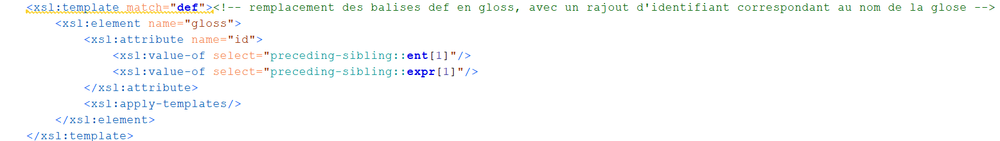 <xsl:template match="def"><!-- remplacement des balises def en gloss, avec un rajout d'identifiant correspondant au nom de la glose -->
<xsl:element name="gloss">
<xsl:attribute name="id">
<xsl:value-of select="preceding-sibling::ent[1]"/>
<xsl:value-of select="preceding-sibling::expr[1]"/>
</xsl:attribute>
<xsl:apply-templates/>
</xsl:element>
</xsl:template>